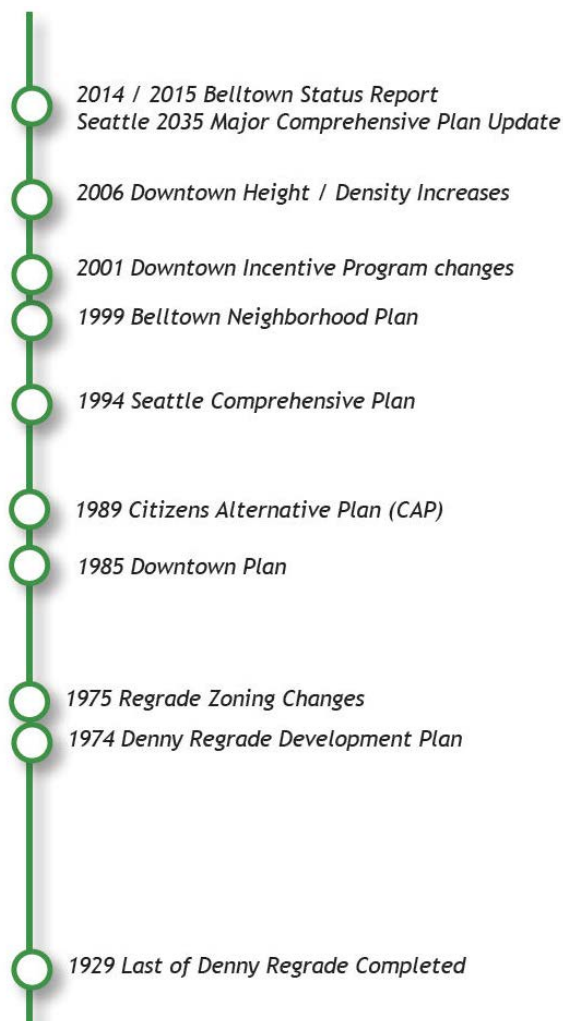 2014 / 2015 Belltown Status Report
Seattle 2035 Major Comprehensive Plan Update
2006 Downtown Height / Density Increases
2001 Downtown Incentive Program changes
1999 Belltown Neighborhood Plan
1994 Seattle Comprehensive Plan
1989 Citizens Alternative Plan (CAP)
1985 Downtown Plan
1975 Regrade Zoning Changes
1974 Denny Regrade Development Plan
1929 Last of Denny Regrade Completed